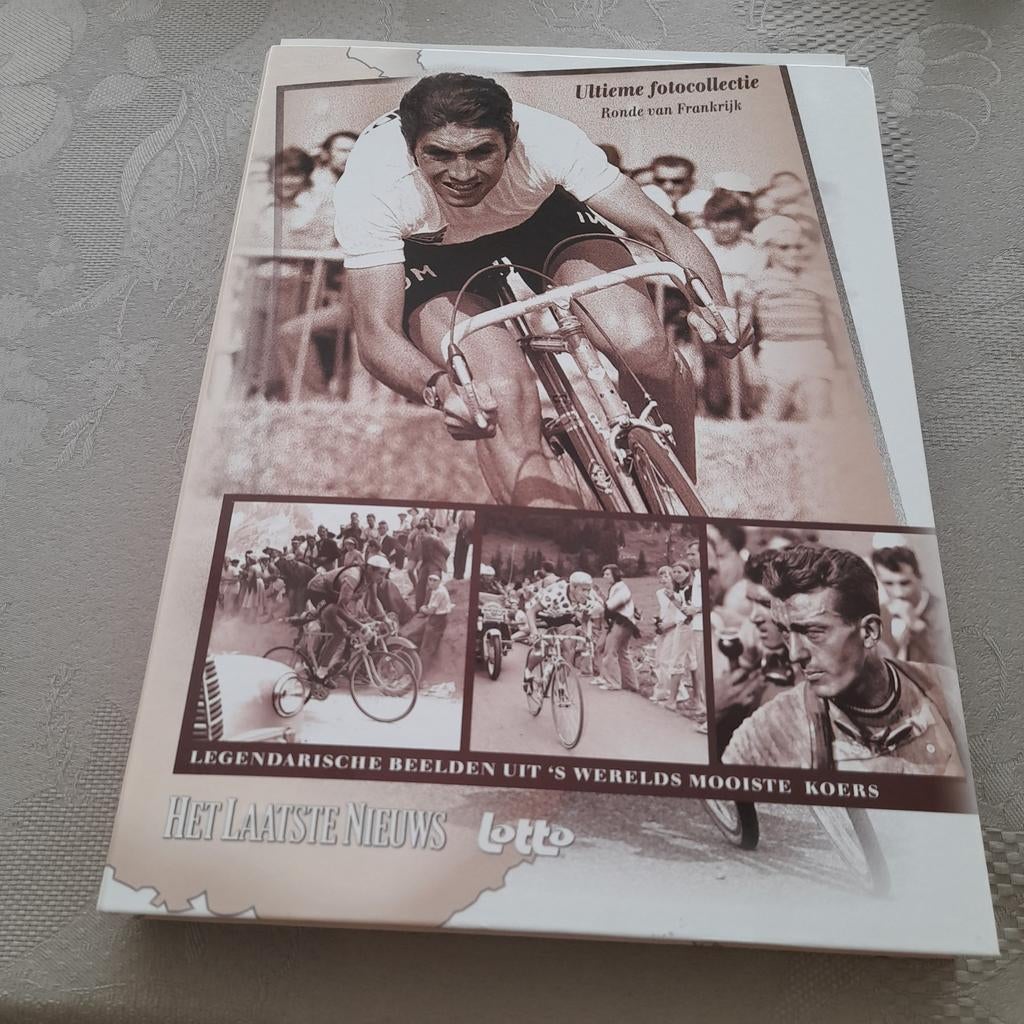 Ultieme fotocollectie
Ronde van Frankrijk
LEGENDARISCHE BEELDEN UIT 'S WERELDS MOOISTE KOERS
HET LAATSTE NIEUWS
Lotto